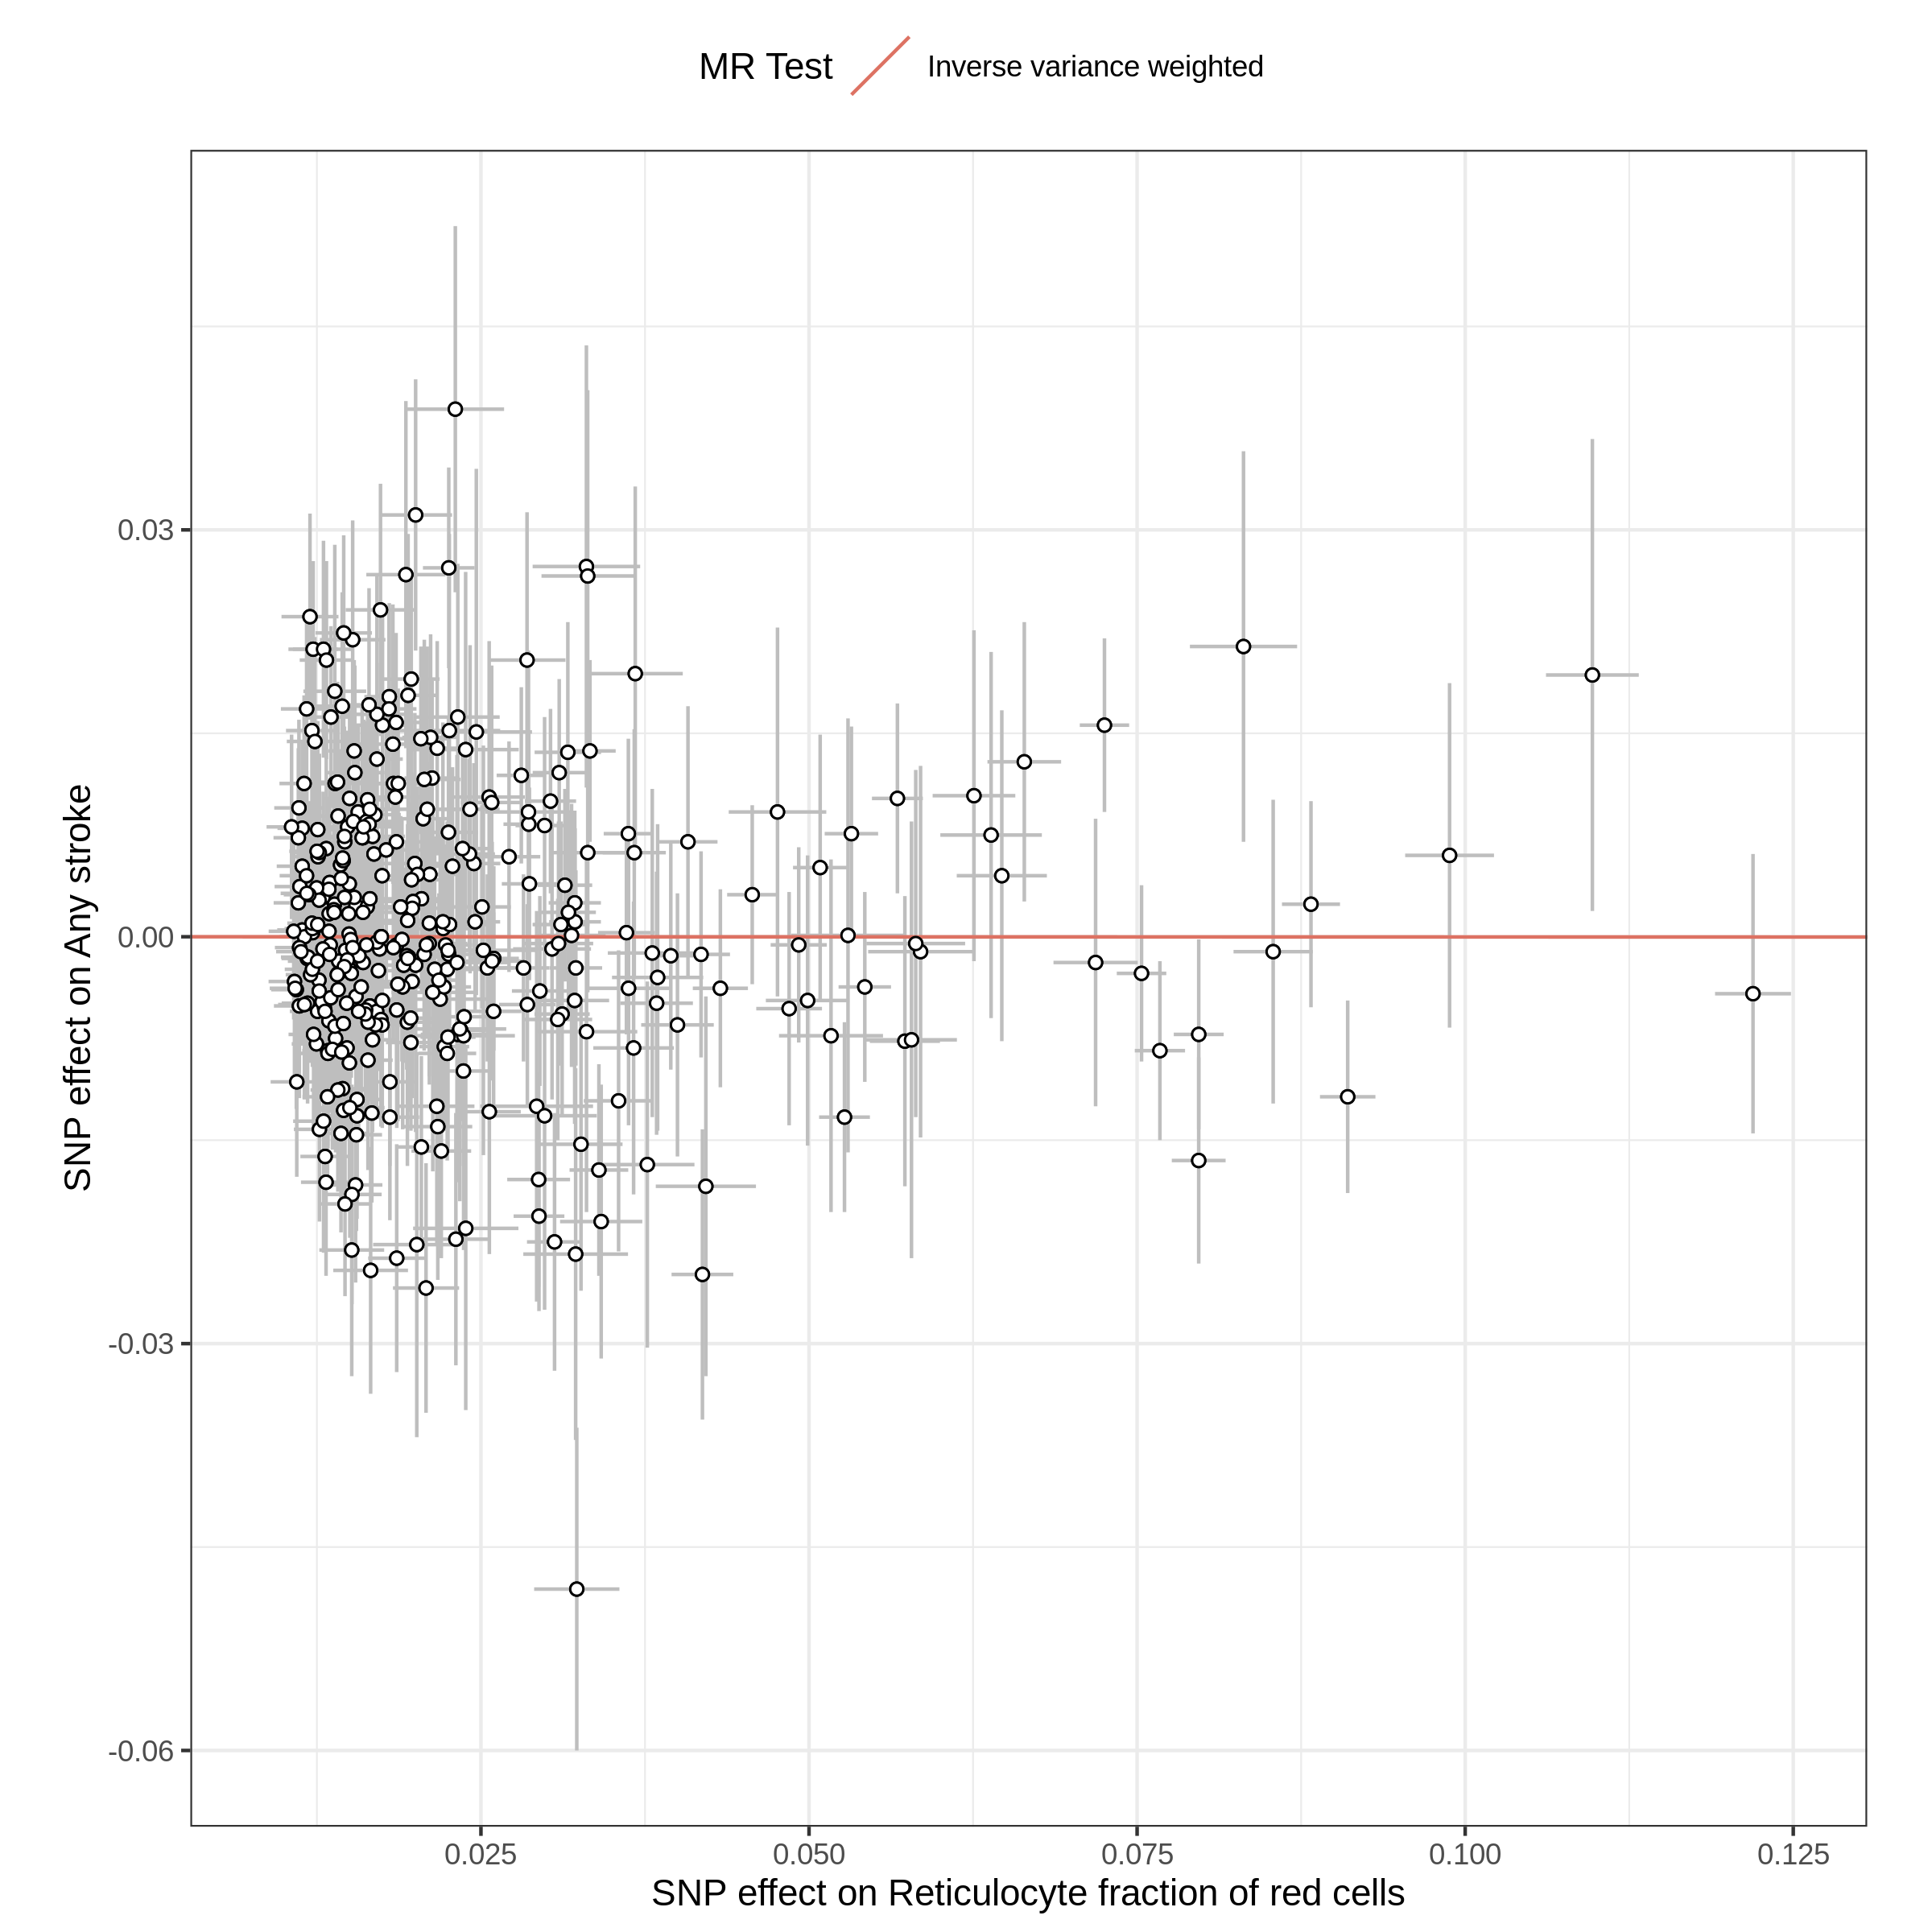 MR Test
Inverse variance weighted
SNP effect on Any stroke
0.03
0.00
-0.03
-0.06
0.025
0.050
0.075
0.100
0.125
SNP effect on Reticulocyte fraction of red cells